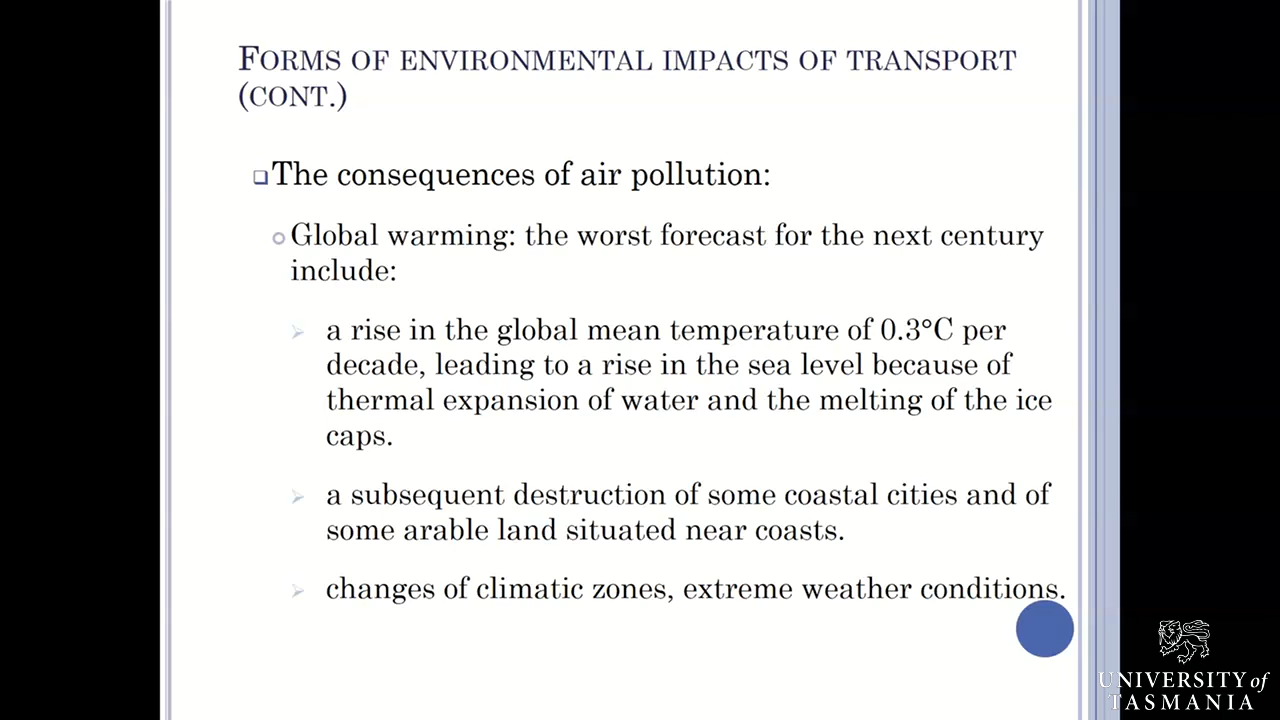 FORMS OF ENVIRONMENTAL IMPACTS OF TRANSPORT
(CONT.)
The consequences of air pollution:
Global warming: the worst forecast for the next century
include:
a rise in the global mean temperature of 0.3°C per
decade, leading to a rise in the sea level because of
thermal expansion of water and the melting of the ice
caps.
a subsequent destruction of some coastal cities and of
some arable land situated near coasts.
changes of climatic zones, extreme weather conditions.
UNIVERSITY of
TASMANIA